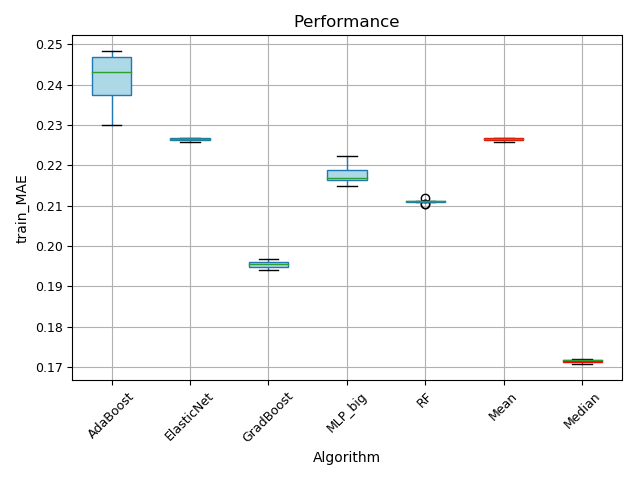 Performance
train_MAE
0.25
0.24
0.23
0.22
0.21
0.20
0.19
0.18
0.17
AdaBoost
ElasticNet
GradBoost
MLP_big
RF
Mean
Median
Algorithm